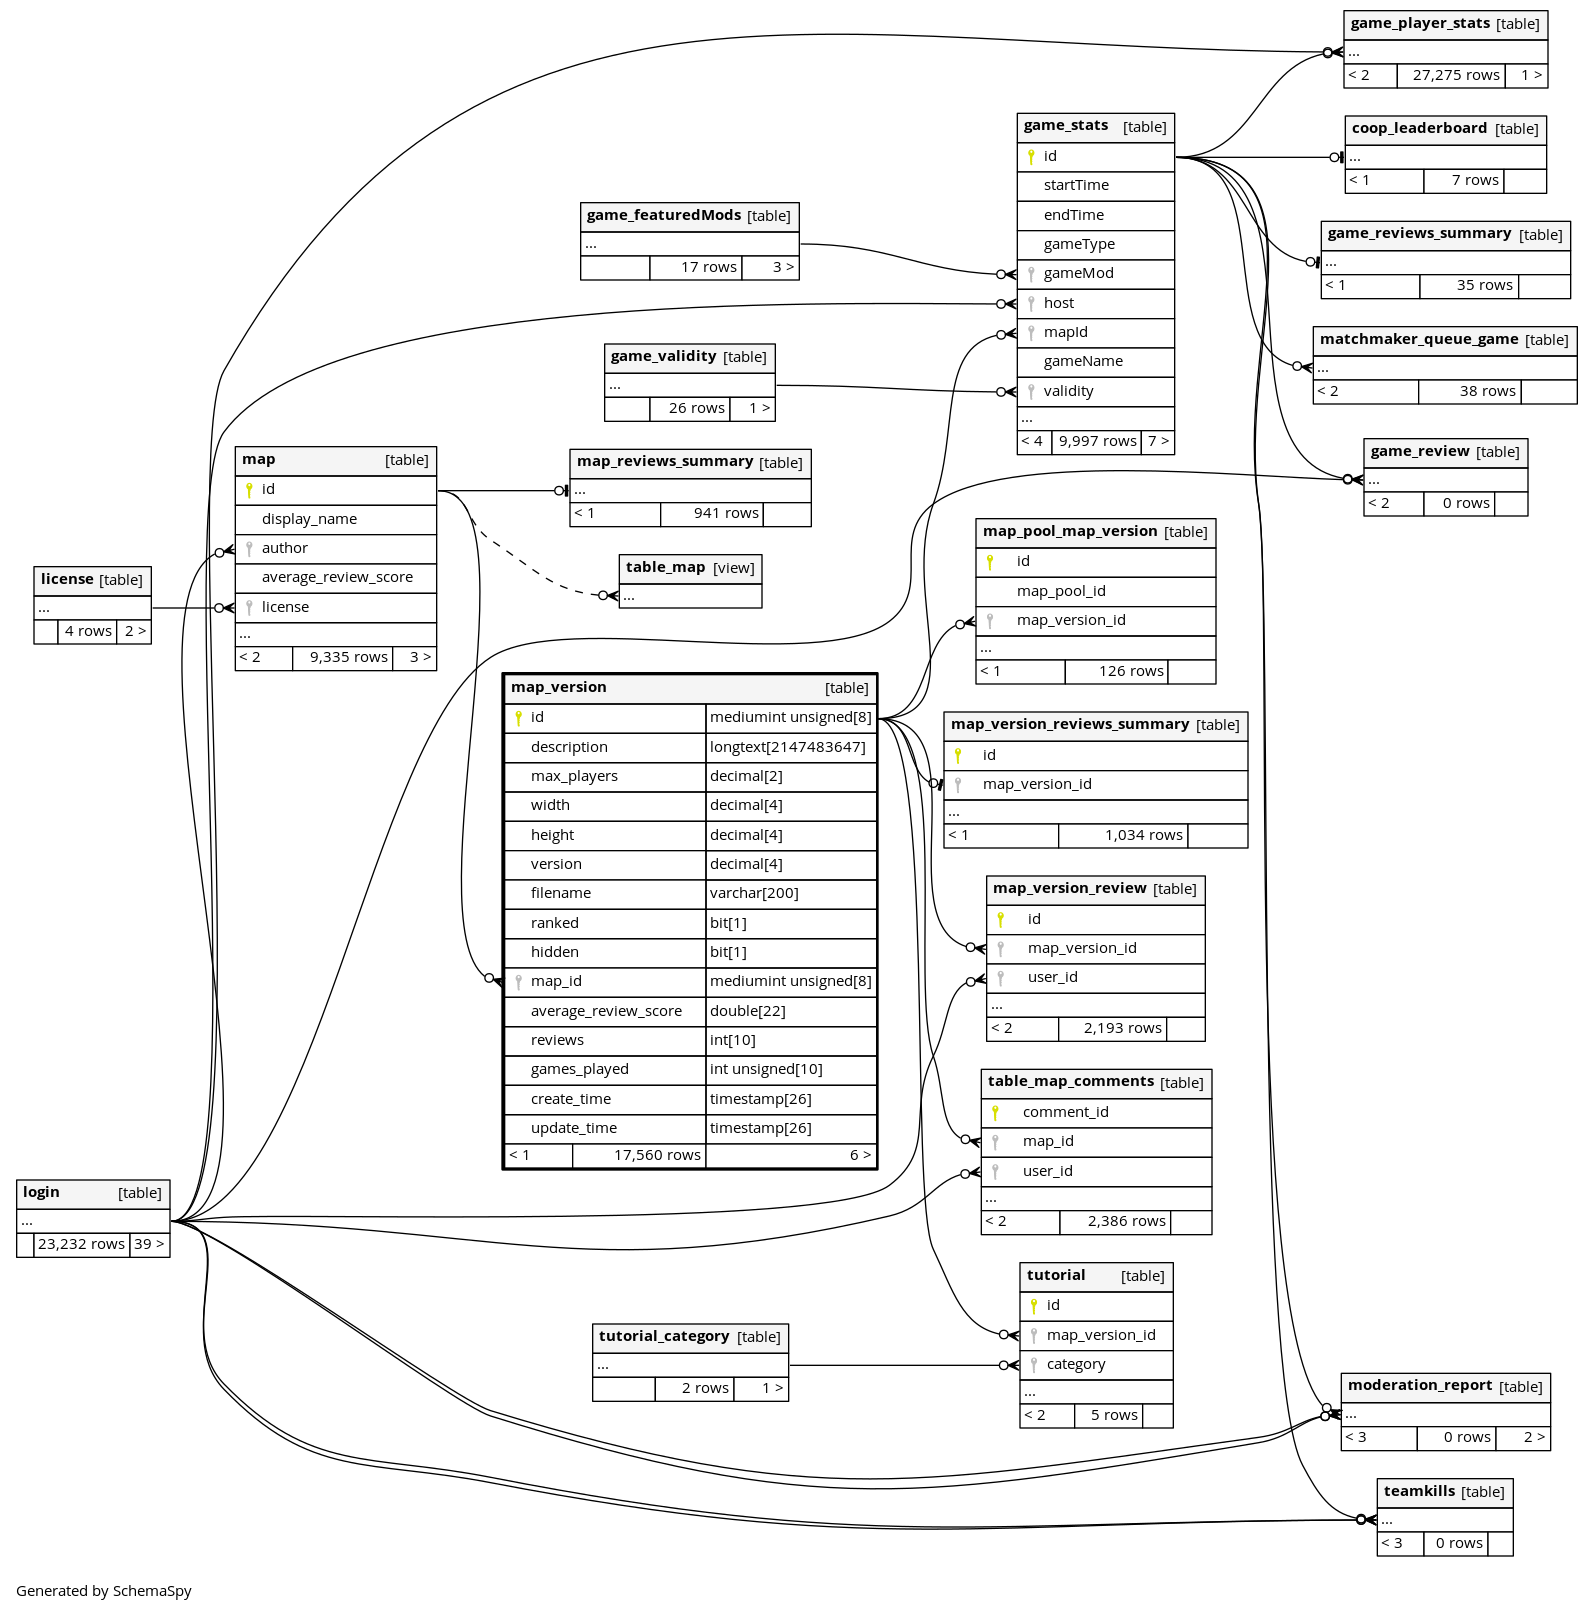 game_player_stats [table]
...
< 2 27,275 rows 1 >
game_stats [table]
id
startTime
endTime
gameType
gameMod
host
mapId
gameName
validity
...
< 4 9,997 rows 7 >
coop_leaderboard [table]
...
< 1 7 rows
game_featuredMods [table]
...
17 rows 3 >
game_reviews_summary [table]
...
< 1 35 rows
matchmaker_queue_game [table]
...
< 2 38 rows
game_validity [table]
...
26 rows 1 >
game_review [table]
...
< 2 0 rows
map [table]
id
display_name
author
average_review_score
license
...
< 2 9,335 rows 3 >
map_reviews_summary [table]
...
< 1 941 rows
table_map [view]
...
license [table]
...
4 rows 2 >
map_pool_map_version [table]
id
map_pool_id
map_version_id
...
< 1 126 rows
map_version [table]
id mediumint unsigned[8]
description longtext[2147483647]
max_players decimal[2]
width decimal[4]
height decimal[4]
version decimal[4]
filename varchar[200]
ranked bit[1]
hidden bit[1]
map_id mediumint unsigned[8]
average_review_score double[22]
reviews int[10]
games_played int unsigned[10]
create_time timestamp[26]
update_time timestamp[26]
< 1 17,560 rows 6 >
map_version_reviews_summary [table]
id
map_version_id
...
< 1 1,034 rows
map_version_review [table]
id
map_version_id
user_id
...
< 2 2,193 rows
table_map_comments [table]
comment_id
map_id
user_id
...
< 2 2,386 rows
login [table]
...
23,232 rows 39 >
tutorial [table]
id
map_version_id
category
...
< 2 5 rows
tutorial_category [table]
...
2 rows 1 >
moderation_report [table]
...
< 3 0 rows 2 >
teamkills [table]
...
< 3 0 rows
Generated by SchemaSpy